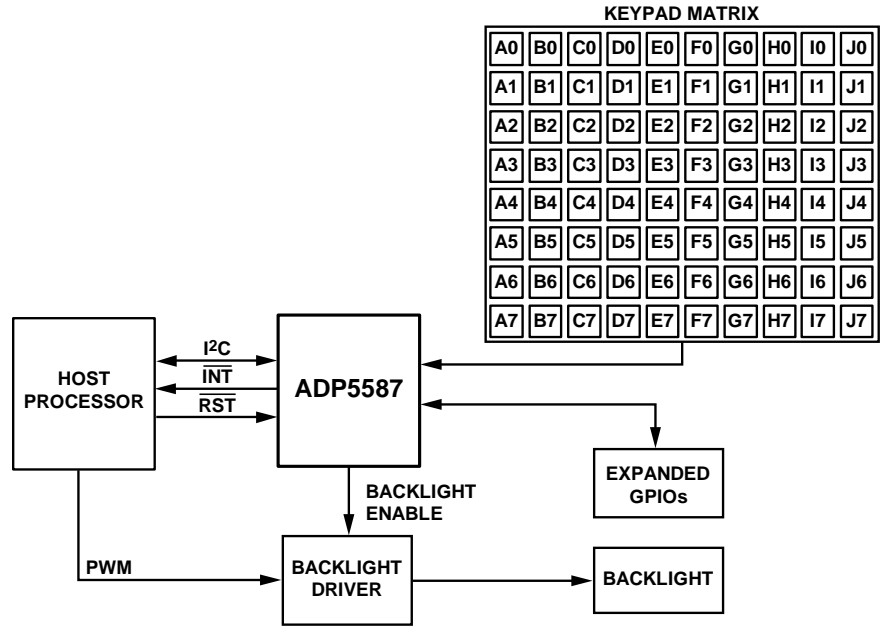 KEYPAD MATRIX
A0 B0 C0 D0 E0 F0 G0 H0 I0 J0
A1 B1 C1 D1 E1 F1 G1 H1 I1 J1
A2 B2 C2 D2 E2 F2 G2 H2 I2 J2
A3 B3 C3 D3 E3 F3 G3 H3 I3 J3
A4 B4 C4 D4 E4 F4 G4 H4 I4 J4
A5 B5 C5 D5 E5 F5 G5 H5 I5 J5
A6 B6 C6 D6 E6 F6 G6 H6 I6 J6
A7 B7 C7 D7 E7 F7 G7 H7 I7 J7
HOST
PROCESSOR
I²C
INT
RST
ADP5587
BACKLIGHT
ENABLE
EXPANDED
GPIOs
PWM
BACKLIGHT
DRIVER
BACKLIGHT